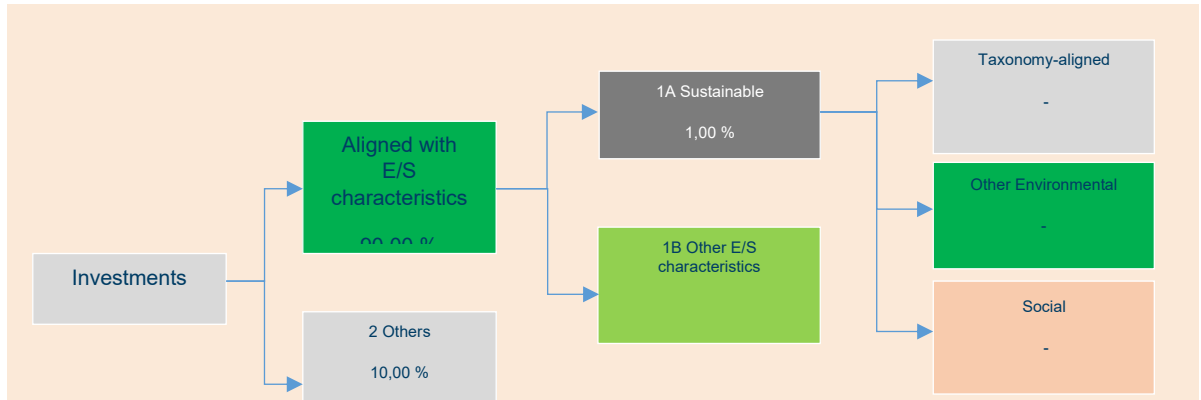 Investments
Aligned with
E/S
characteristics
2 Others
10,00 %
1A Sustainable
1,00 %
1B Other E/S
characteristics
Taxonomy-aligned
-
Other Environmental
-
Social
-